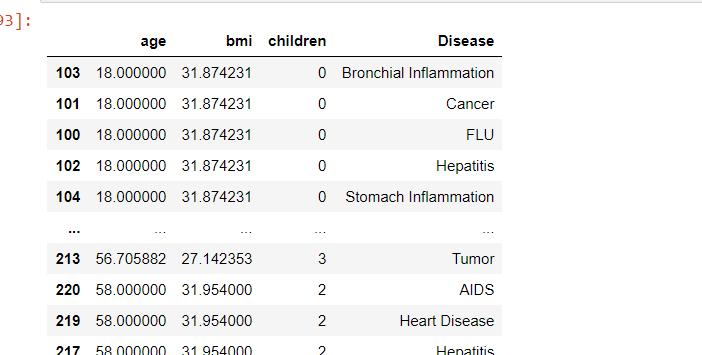 93]:
age bmi children Disease
103 18.000000 31.874231 0 Bronchial Inflammation
101 18.000000 31.874231 0 Cancer
100 18.000000 31.874231 0 FLU
102 18.000000 31.874231 0 Hepatitis
104 18.000000 31.874231 0 Stomach Inflammation
... ... ... ... ...
213 56.705882 27.142353 3 Tumor
220 58.000000 31.954000 2 AIDS
219 58.000000 31.954000 2 Heart Disease
217 58.000000 31.954000 2 Hepatitis